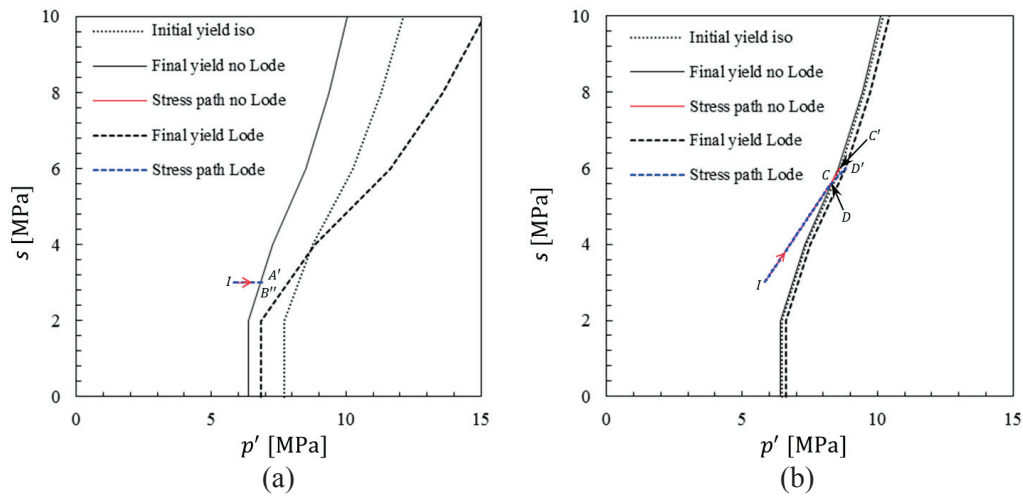 10
8
6
4
2
0
s [MPa]
Initial yield iso
Final yield no Lode
Stress path no Lode
Final yield Lode
Stress path Lode
I
A'
B''
0
5
10
15
p' [MPa]
(a)
10
8
6
4
2
0
s [MPa]
Initial yield iso
Final yield no Lode
Stress path no Lode
Final yield Lode
Stress path Lode
C'
C
D'
D
I
0
5
10
15
p' [MPa]
(b)